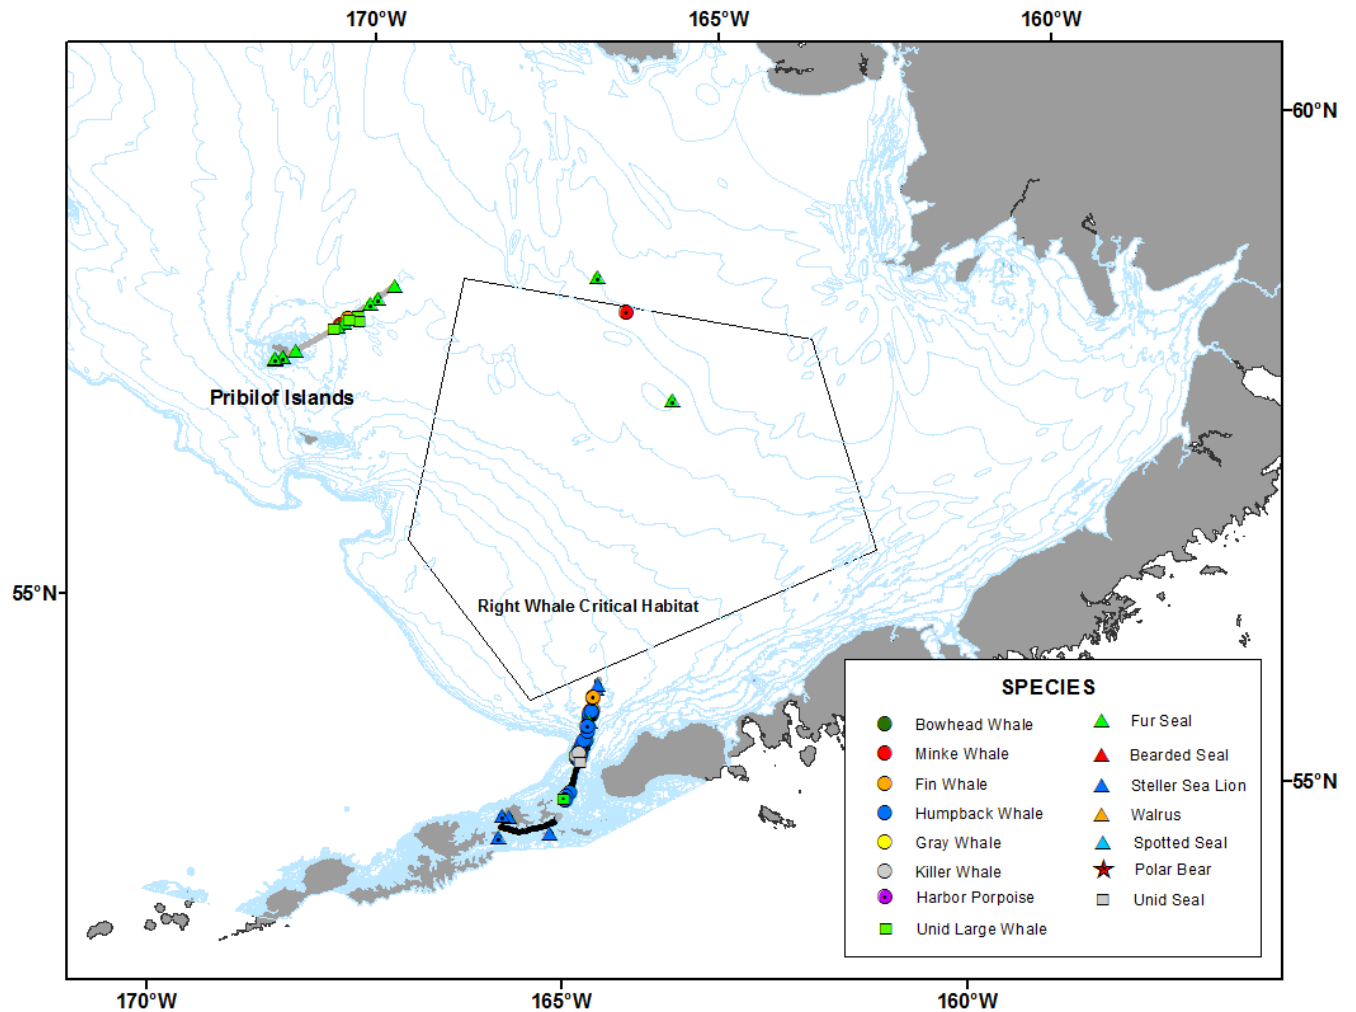 170°W 165°W 160°W
60°N
Pribilof Islands
55°N
Right Whale Critical Habitat
55°N
SPECIES
Bowhead Whale
Minke Whale
Fin Whale
Humpback Whale
Gray Whale
Killer Whale
Harbor Porpoise
Unid Large Whale
Fur Seal
Bearded Seal
Steller Sea Lion
Walrus
Spotted Seal
Polar Bear
Unid Seal
170°W 165°W 160°W